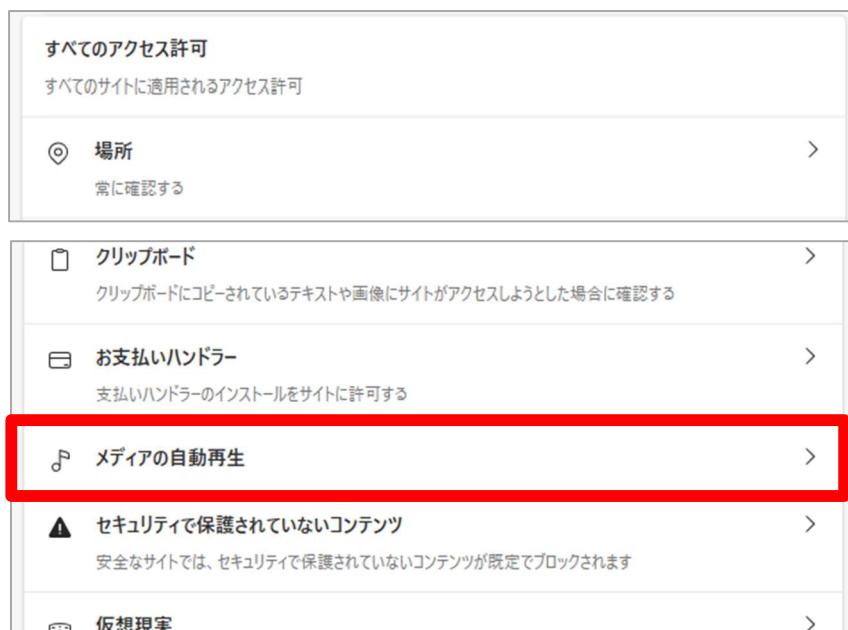 すべてのアクセス許可
すべてのサイトに適用されるアクセス許可
場所
常に確認する
クリップボード
クリップボードにコピーされているテキストや画像にサイトがアクセスしようとした場合に確認する
お支払いハンドラー
支払いハンドラーのインストールをサイトに許可する
メディアの自動再生
セキュリティで保護されていないコンテンツ
安全なサイトでは、セキュリティで保護されていないコンテンツが既定でブロックされます
仮想現実